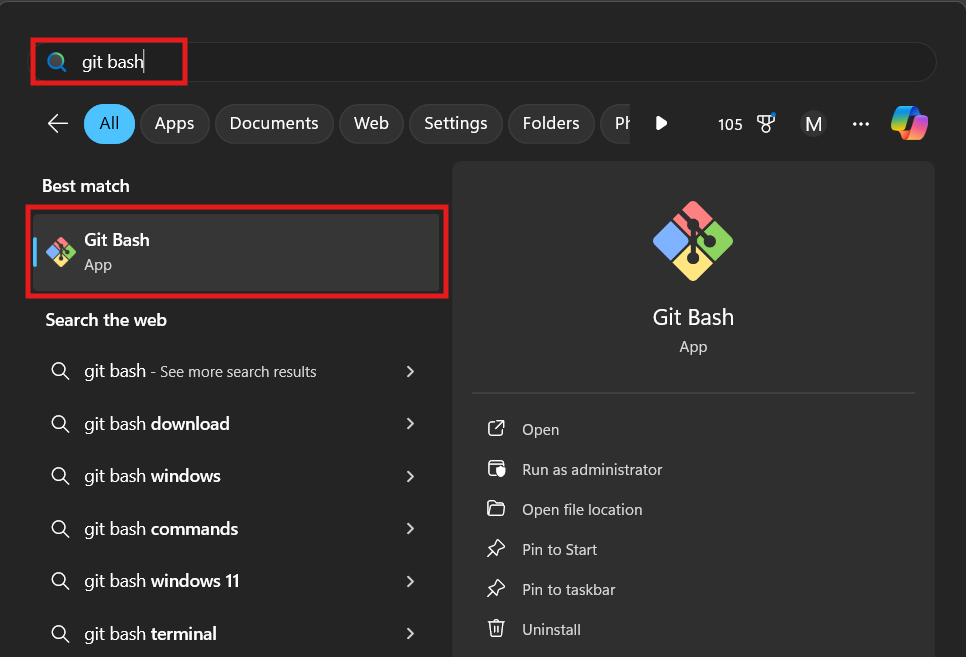 git bash
All Apps Documents Web Settings Folders Ph 105 M
Best match
Git Bash
App
Search the web
git bash - See more search results
git bash download
git bash windows
git bash commands
git bash windows 11
git bash terminal
Git Bash
App
Open
Run as administrator
Open file location
Pin to Start
Pin to taskbar
Uninstall